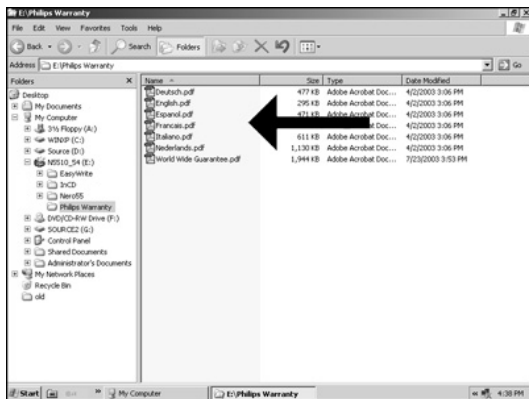 E:\Philips Warranty
File Edit View Favorites Tools Help
Back Search Folders
Address E:\Philips Warranty Go
Folders
Desktop
My Documents
My Computer
3½ Floppy (A:)
WINXP (C:)
Source (D:)
NS510_54 (E:)
EasyWrite
InCD
Nero55
Philips Warranty
DVD/CD-RW Drive (F:)
SOURCE2 (G:)
Control Panel
Shared Documents
Administrator's Documents
My Network Places
Recycle Bin
old
Name Size Type Date Modified
Deutsch.pdf 477 KB Adobe Acrobat Doc... 4/2/2003 3:06 PM
English.pdf 295 KB Adobe Acrobat Doc... 4/2/2003 3:06 PM
Espanol.pdf 471 KB Adobe Acrobat Doc... 4/2/2003 3:06 PM
Francais.pdf Doc... 4/2/2003 3:06 PM
Italiano.pdf 611 KB Adobe Acrobat Doc... 4/2/2003 3:06 PM
Nederlands.pdf 1,130 KB Adobe Acrobat Doc... 4/2/2003 3:06 PM
World Wide Guarantee.pdf 1,944 KB Adobe Acrobat Doc... 7/23/2003 3:53 PM
Start My Computer E:\Philips Warranty 4:38 PM